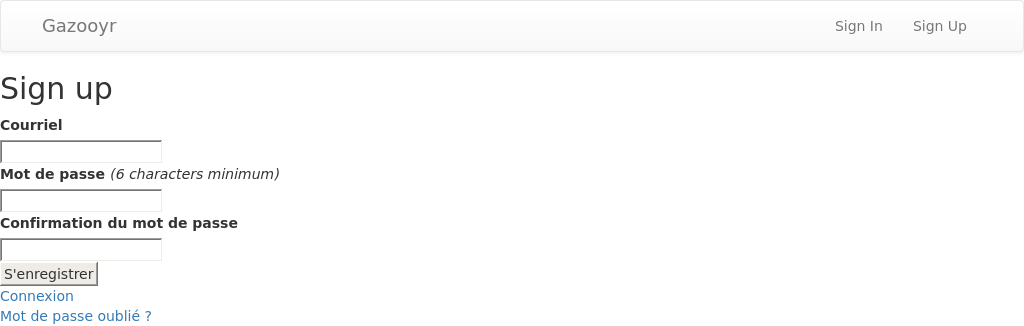 Gazooyr Sign In Sign Up
Sign up
Courriel
Mot de passe (6 characters minimum)
Confirmation du mot de passe
S'enregistrer
Connexion
Mot de passe oublié ?